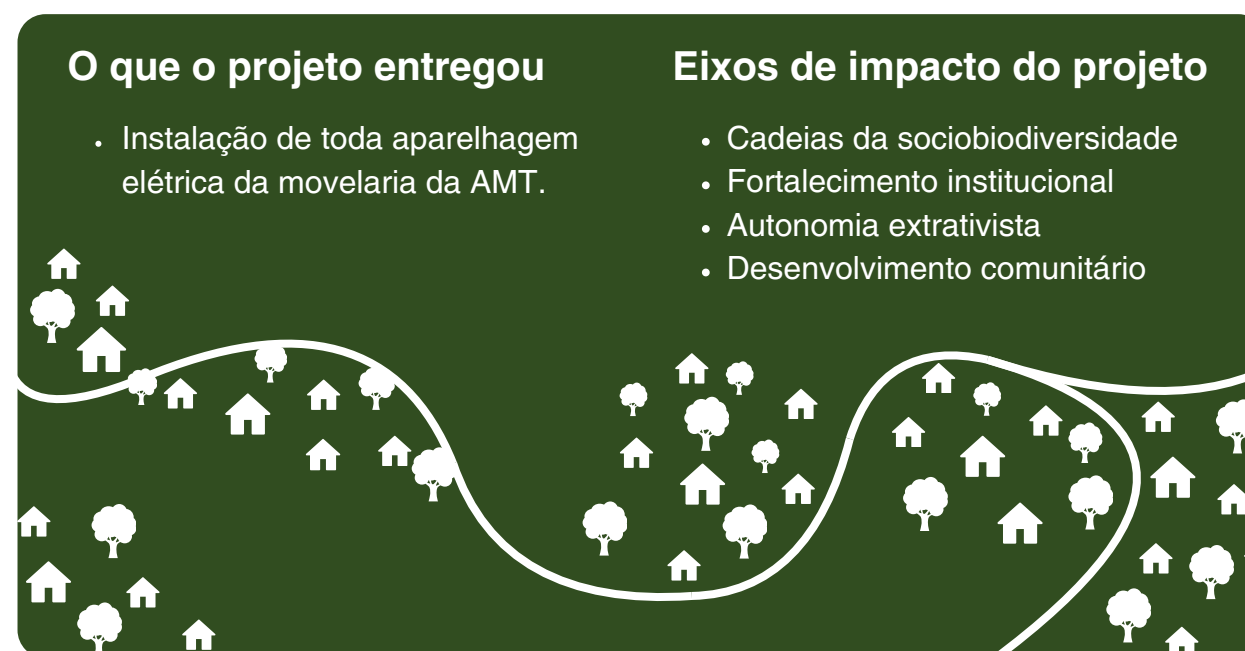 O que o projeto entregou
• Instalação de toda aparelhagem
elétrica da movelaria da AMT.
Eixos de impacto do projeto
• Cadeias da sociobiodiversidade
• Fortalecimento institucional
• Autonomia extrativista
• Desenvolvimento comunitário